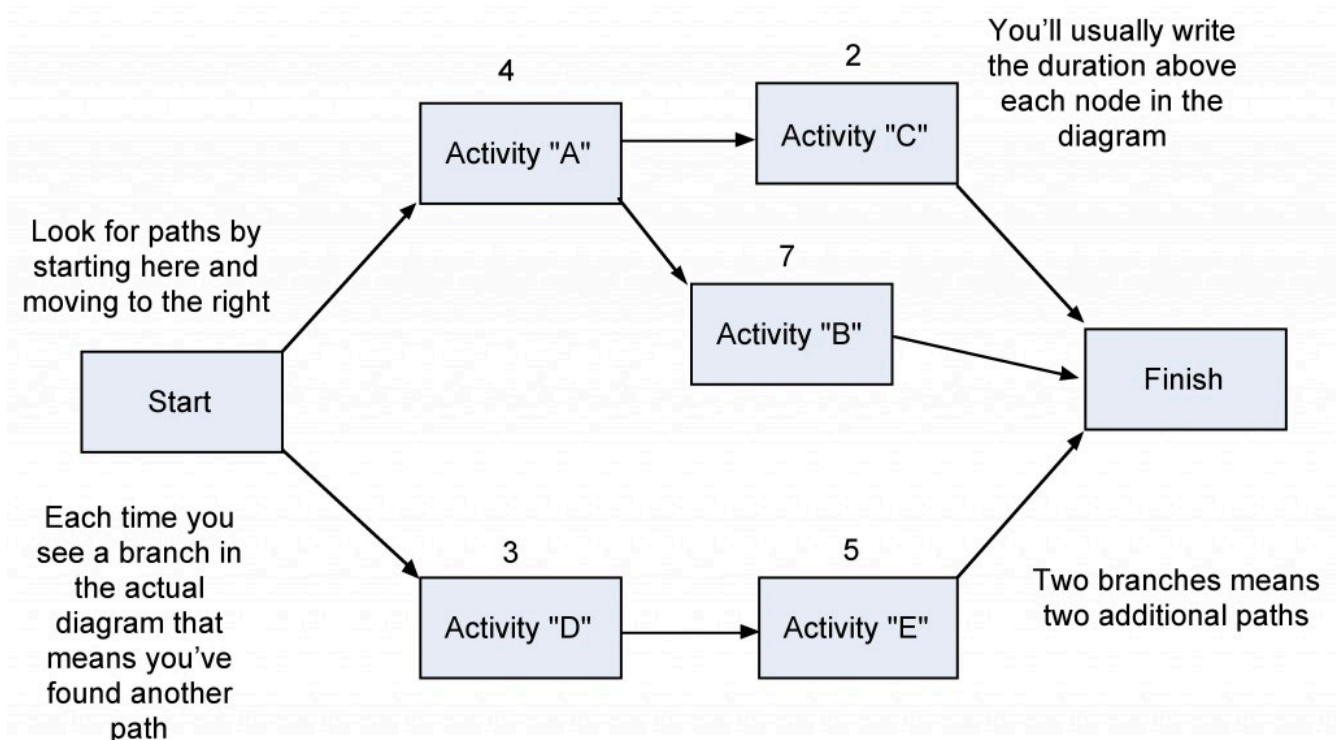 You'll usually write
the duration above
each node in the
diagram
4
2
Activity "A"
Activity "C"
Look for paths by
starting here and
moving to the right
7
Activity "B"
Start
Finish
Each time you
see a branch in
the actual
diagram that
means you've
found another
path
3
5
Activity "D"
Activity "E"
Two branches means
two additional paths